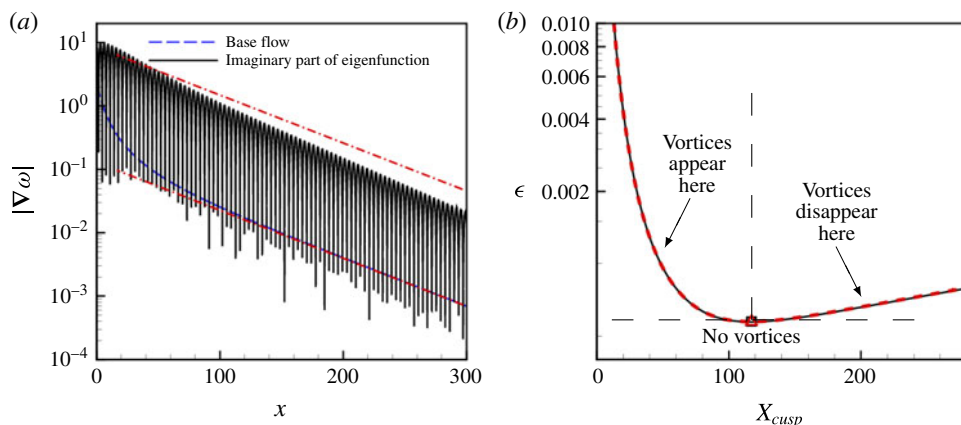 (a)
10^1
10^0
10^-1
10^-2
10^-3
10^-4
|∇ω|
Base flow
Imaginary part of eigenfunction
0
100
200
300
x
(b)
0.010
0.008
0.006
0.004
0.002
ϵ
Vortices
appear
here
Vortices
disappear
here
No vortices
0
100
200
X_cusp